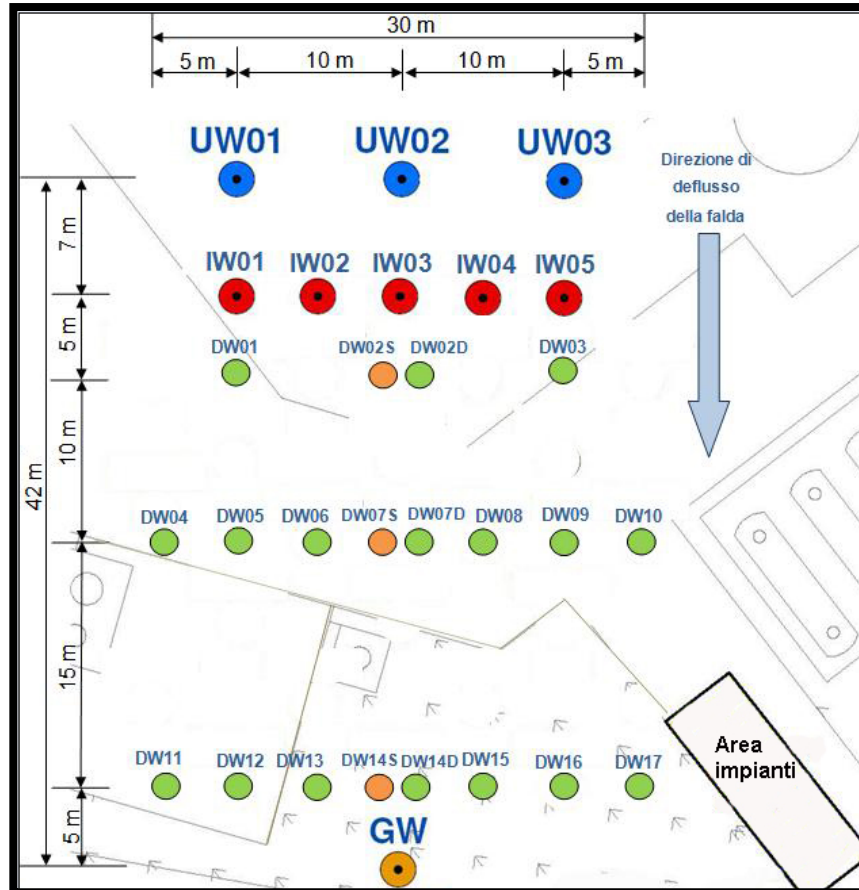 30 m
5 m 10 m 10 m 5 m
UW01 UW02 UW03
Direzione di
deflusso
della falda
7 m
IW01 IW02 IW03 IW04 IW05
5 m
DW01 DW02S DW02D DW03
10 m
42 m
DW04 DW05 DW06 DW07S DW07D DW08 DW09 DW10
15 m
DW11 DW12 DW13 DW14S DW14D DW15 DW16 DW17
Area
impianti
5 m
GW